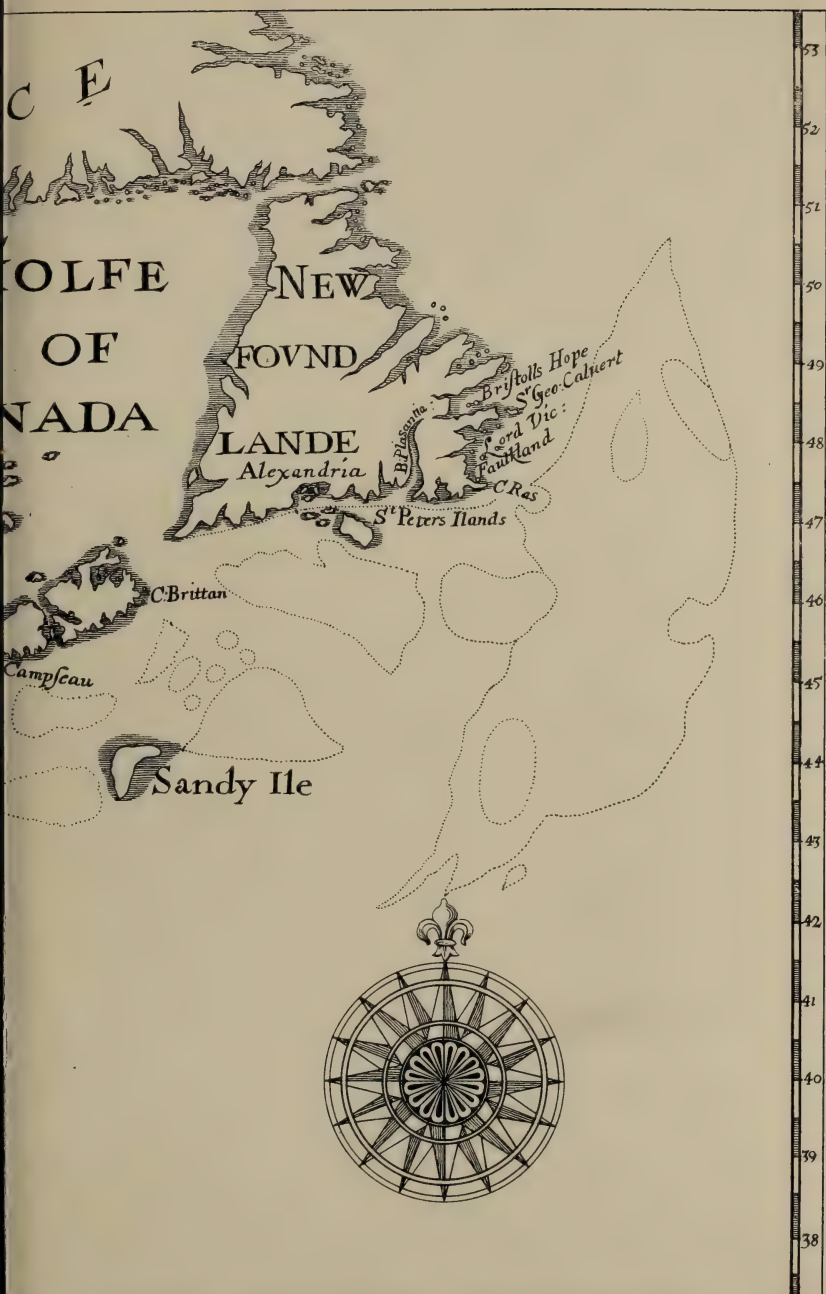 C E
OLFE
OF
NADA
NEW
FOVND
LANDE
Alexandria
B. Plasantia
Briſtolls Hope
Sr Geo: Caluert
Lord Vic:
Faulkland
C. Ras
St Peters Ilands
C: Brittan
Campſeau
Sandy Ile
53
52
51
50
49
48
47
46
45
44
43
42
41
40
39
38